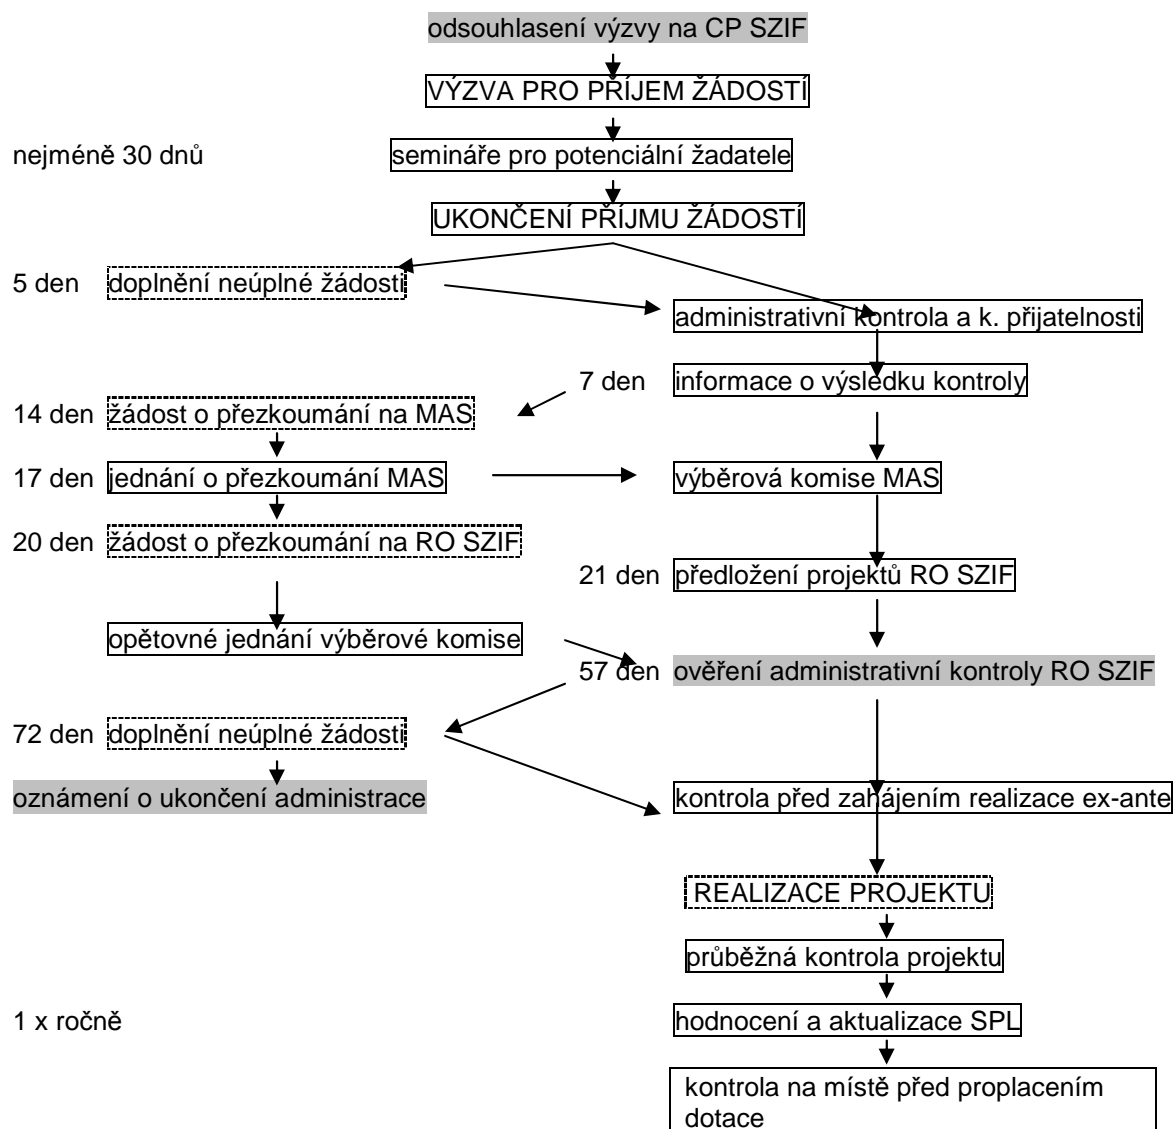 odsouhlasení výzvy na CP SZIF
VÝZVA PRO PŘÍJEM ŽÁDOSTÍ
nejméně 30 dnů semináře pro potenciální žadatele
UKONČENÍ PŘÍJMU ŽÁDOSTÍ
5 den doplnění neúplné žádosti
administrativní kontrola a k. přijatelnosti
7 den informace o výsledku kontroly
14 den žádost o přezkoumání na MAS
17 den jednání o přezkoumání MAS výběrová komise MAS
20 den žádost o přezkoumání na RO SZIF
21 den předložení projektů RO SZIF
opětovné jednání výběrové komise
57 den ověření administrativní kontroly RO SZIF
72 den doplnění neúplné žádosti
oznámení o ukončení administrace kontrola před zahájením realizace ex-ante
REALIZACE PROJEKTU
průběžná kontrola projektu
1 x ročně hodnocení a aktualizace SPL
kontrola na místě před proplacením
dotace